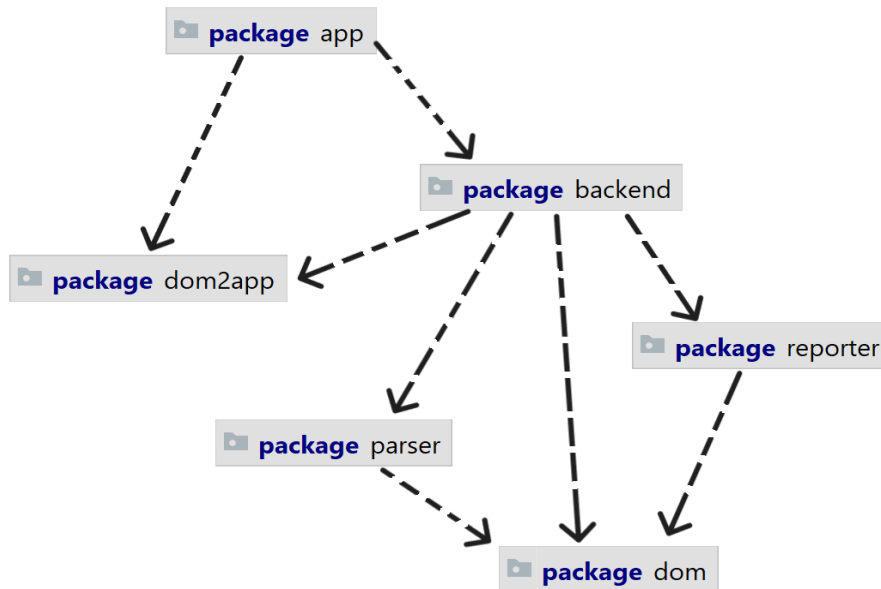 package app
package backend
package dom2app
package reporter
package parser
package dom